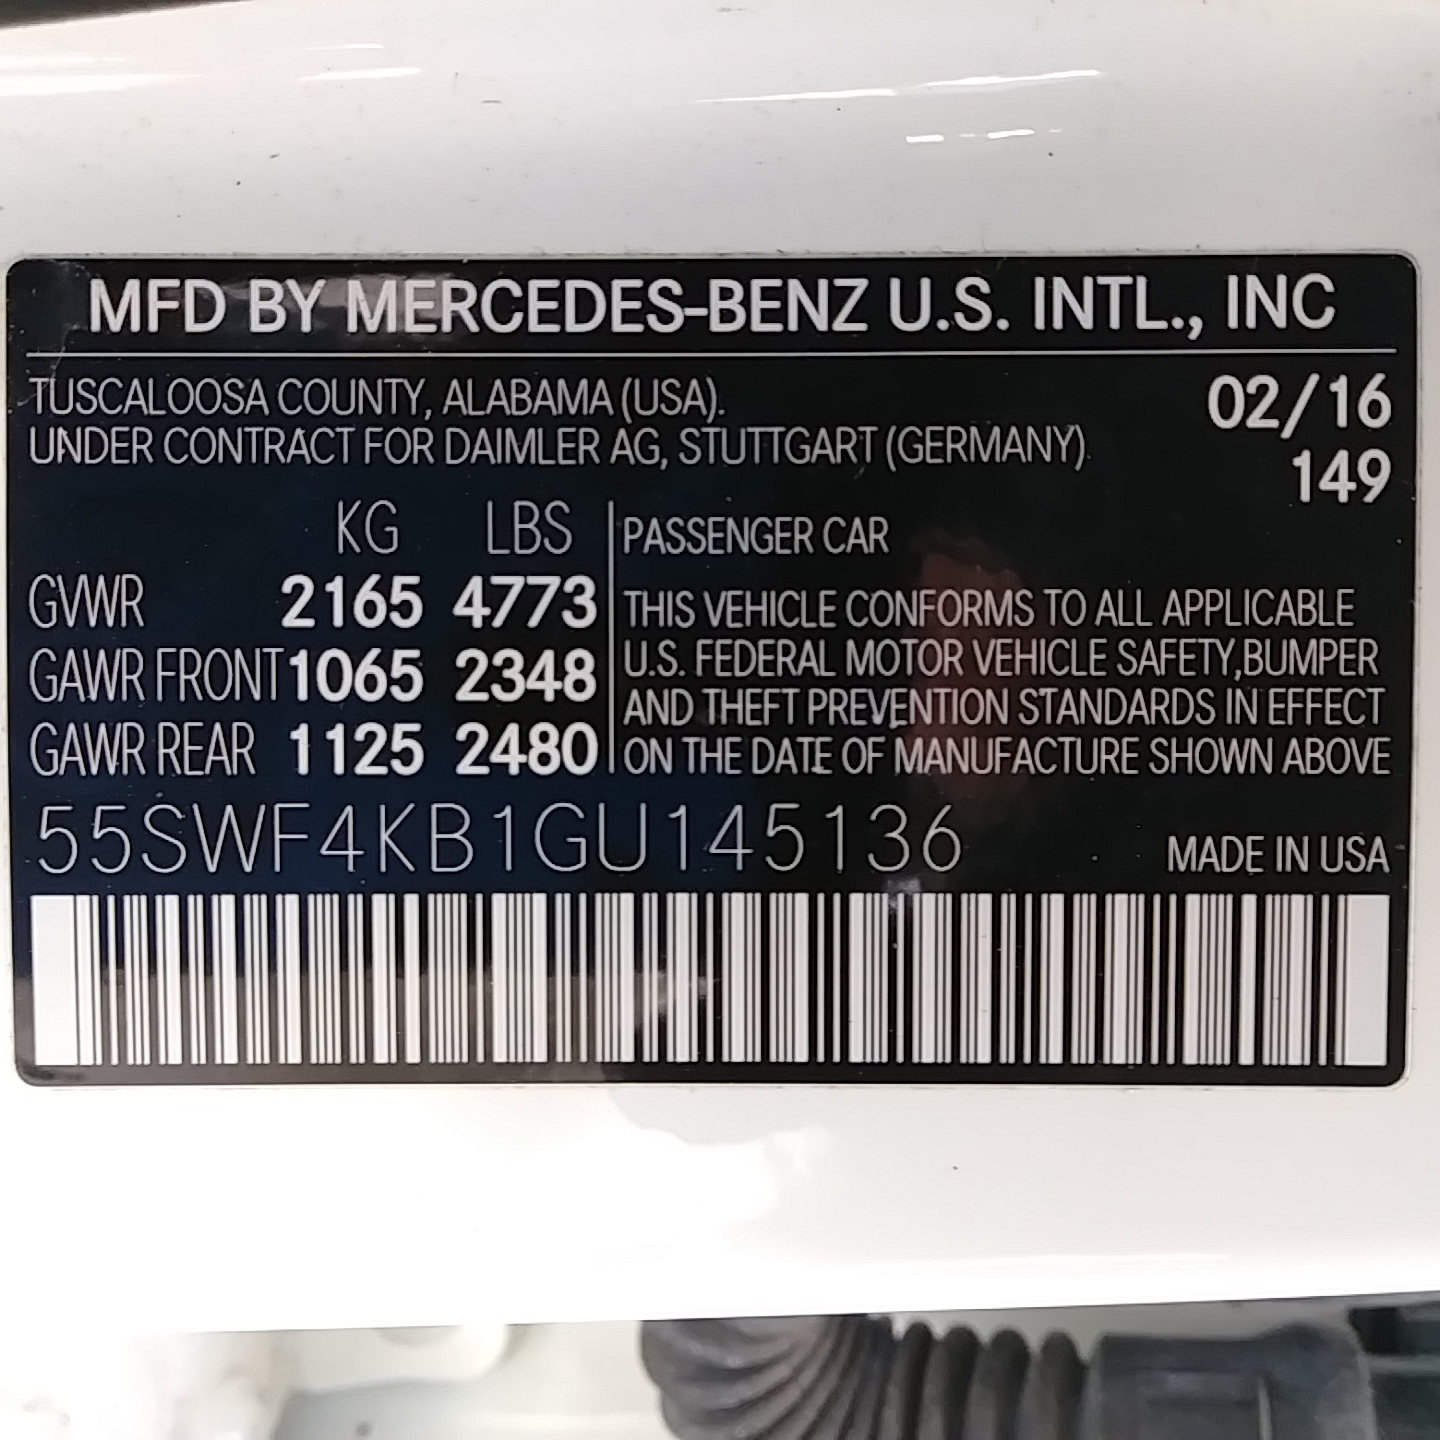 MFD BY MERCEDES-BENZ U.S. INTL., INC
TUSCALOOSA COUNTY, ALABAMA (USA). 02/16
UNDER CONTRACT FOR DAIMLER AG, STUTTGART (GERMANY) 149
KG LBS
GVWR 2165 4773
GAWR FRONT 1065 2348
GAWR REAR 1125 2480
PASSENGER CAR
THIS VEHICLE CONFORMS TO ALL APPLICABLE
U.S. FEDERAL MOTOR VEHICLE SAFETY,BUMPER
AND THEFT PREVENTION STANDARDS IN EFFECT
ON THE DATE OF MANUFACTURE SHOWN ABOVE
55SWF4KB1GU145136
MADE IN USA